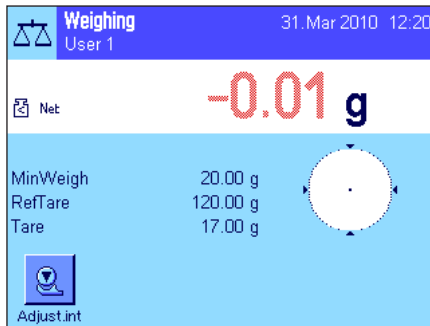 Weighing 31.Mar 2010 12:20
User 1
Net -0.01 g
MinWeigh 20.00 g
RefTare 120.00 g
Tare 17.00 g
Adjust.int